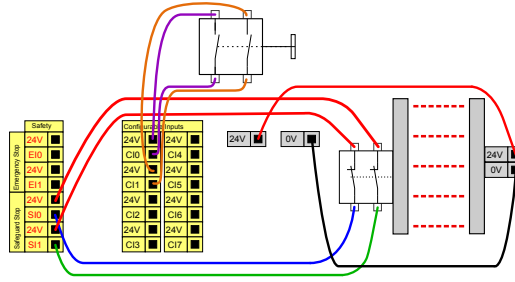 Safety
Emergency Stop
24V
EI0
24V
EI1
Safeguard Stop
24V
SI0
24V
SI1
Configurable Inputs
24V 24V
CI0 CI4
24V 24V
CI1 CI5
24V 24V
CI2 CI6
24V 24V
CI3 CI7
24V 0V
24V
0V